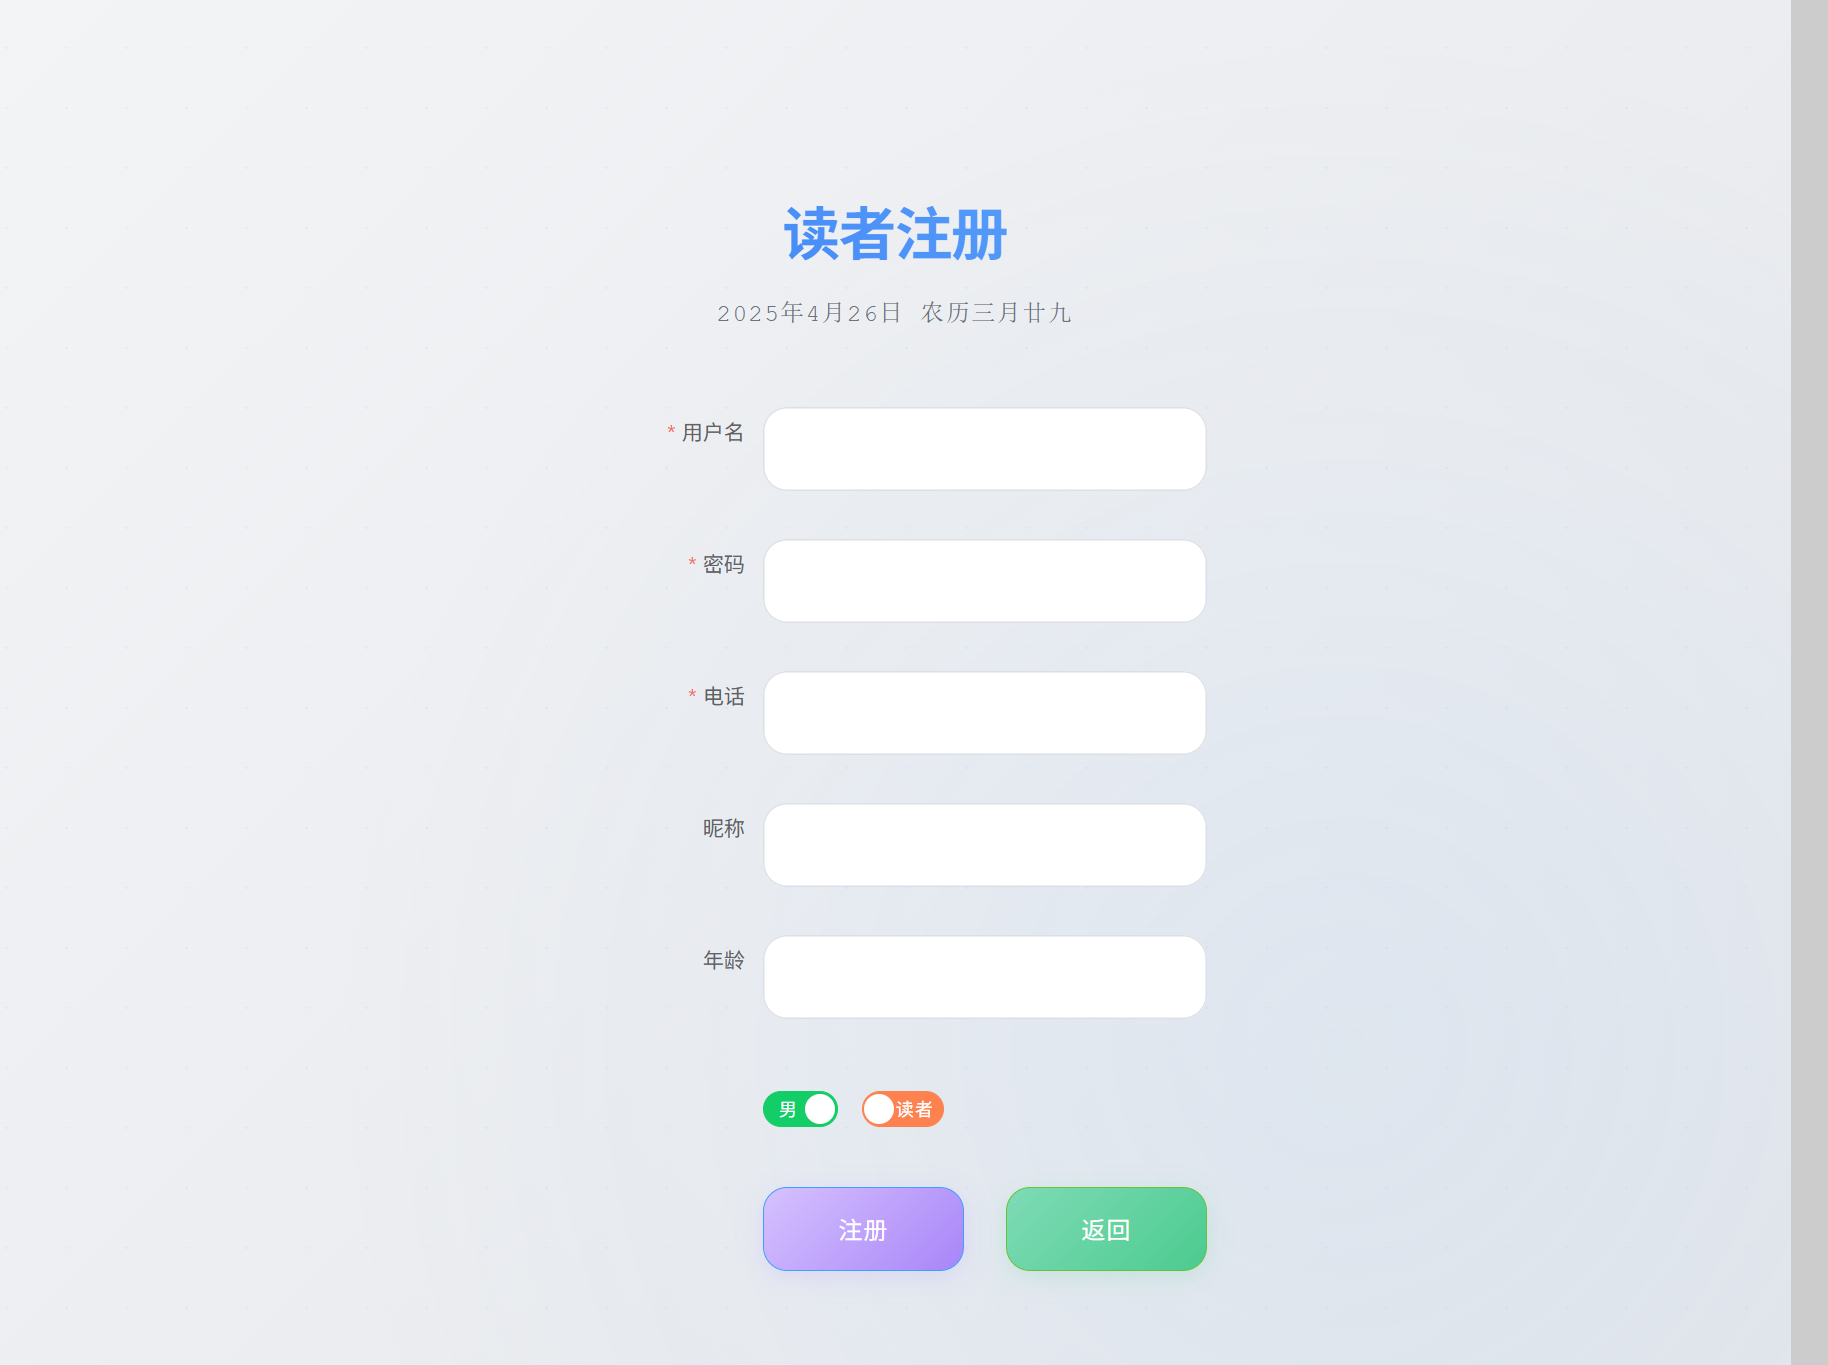 读者注册
2025年4月26日 农历三月廿九
* 用户名
* 密码
* 电话
昵称
年龄
男 读者
注册 返回